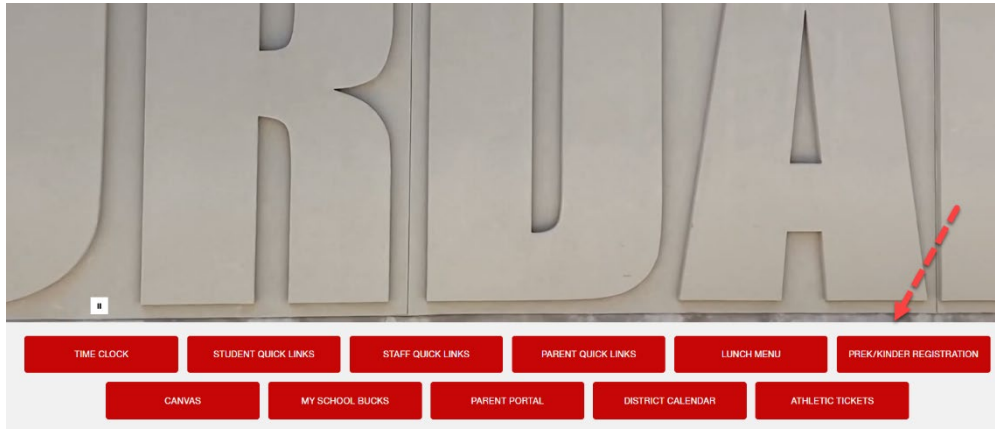 URDA
TIME CLOCK STUDENT QUICK LINKS STAFF QUICK LINKS PARENT QUICK LINKS LUNCH MENU PREK/KINDER REGISTRATION
CANVAS MY SCHOOL BUCKS PARENT PORTAL DISTRICT CALENDAR ATHLETIC TICKETS